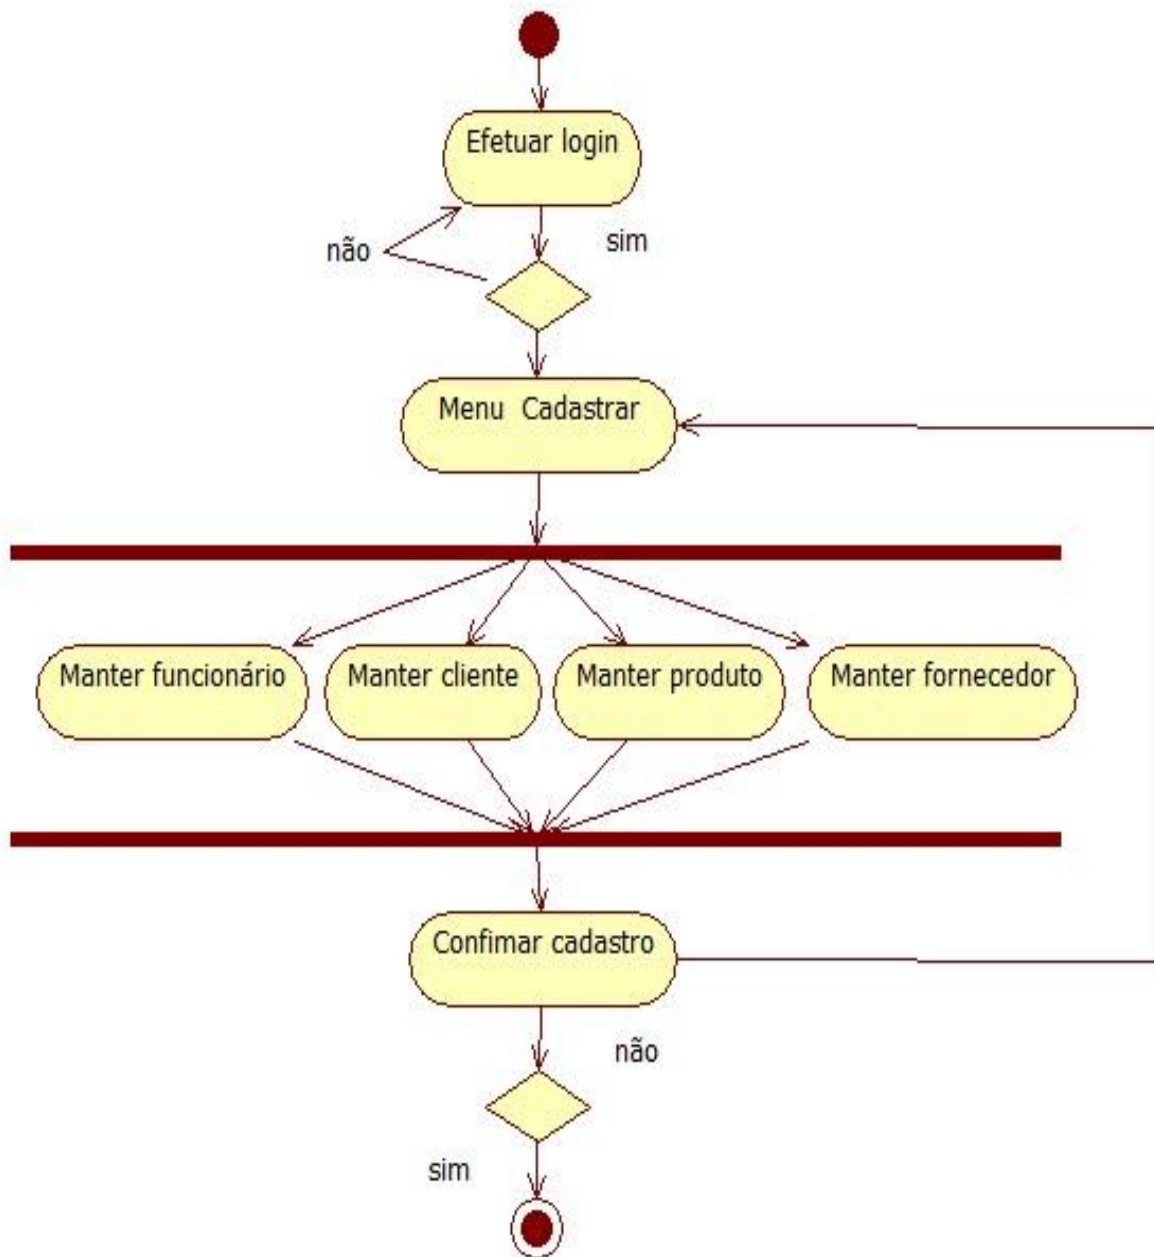 Efetuar login
sim
não
Menu  Cadastrar
Manter funcionário
Manter cliente
Manter produto
Manter fornecedor
Confimar cadastro
não
sim